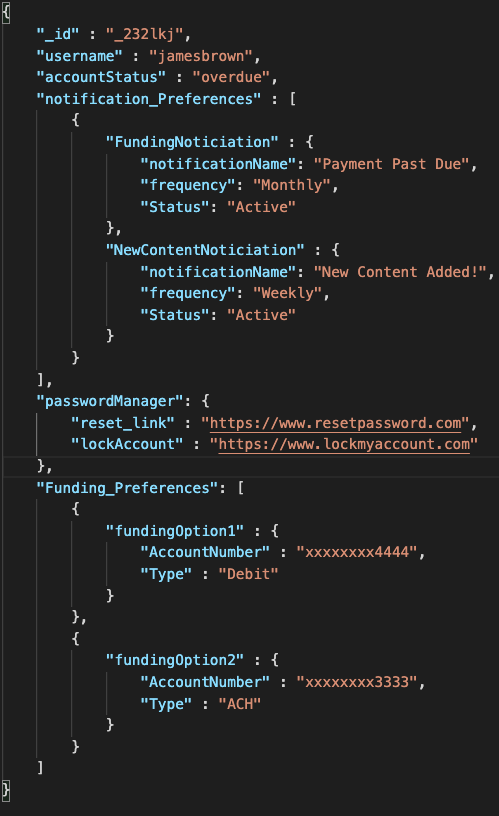 {
    "_id" : "_232lkj",
    "username" : "jamesbrown",
    "accountStatus" : "overdue",
    "notification_Preferences" : [
        {
            "FundingNoticiation" : {
                "notificationName": "Payment Past Due",
                "frequency": "Monthly",
                "Status": "Active"
            },
            "NewContentNoticiation" : {
                "notificationName": "New Content Added!",
                "frequency": "Weekly",
                "Status": "Active"
            }
        }
    ],
    "passwordManager": {
        "reset_link" : "https://www.resetpassword.com",
        "lockAccount" : "https://www.lockmyaccount.com"
    },
    "Funding_Preferences": [
        {
            "fundingOption1" : {
                "AccountNumber" : "xxxxxxxx4444",
                "Type" : "Debit"
            }
        },
        {
            "fundingOption2" : {
                "AccountNumber" : "xxxxxxxx3333",
                "Type" : "ACH"
            }
        }
    ]
}